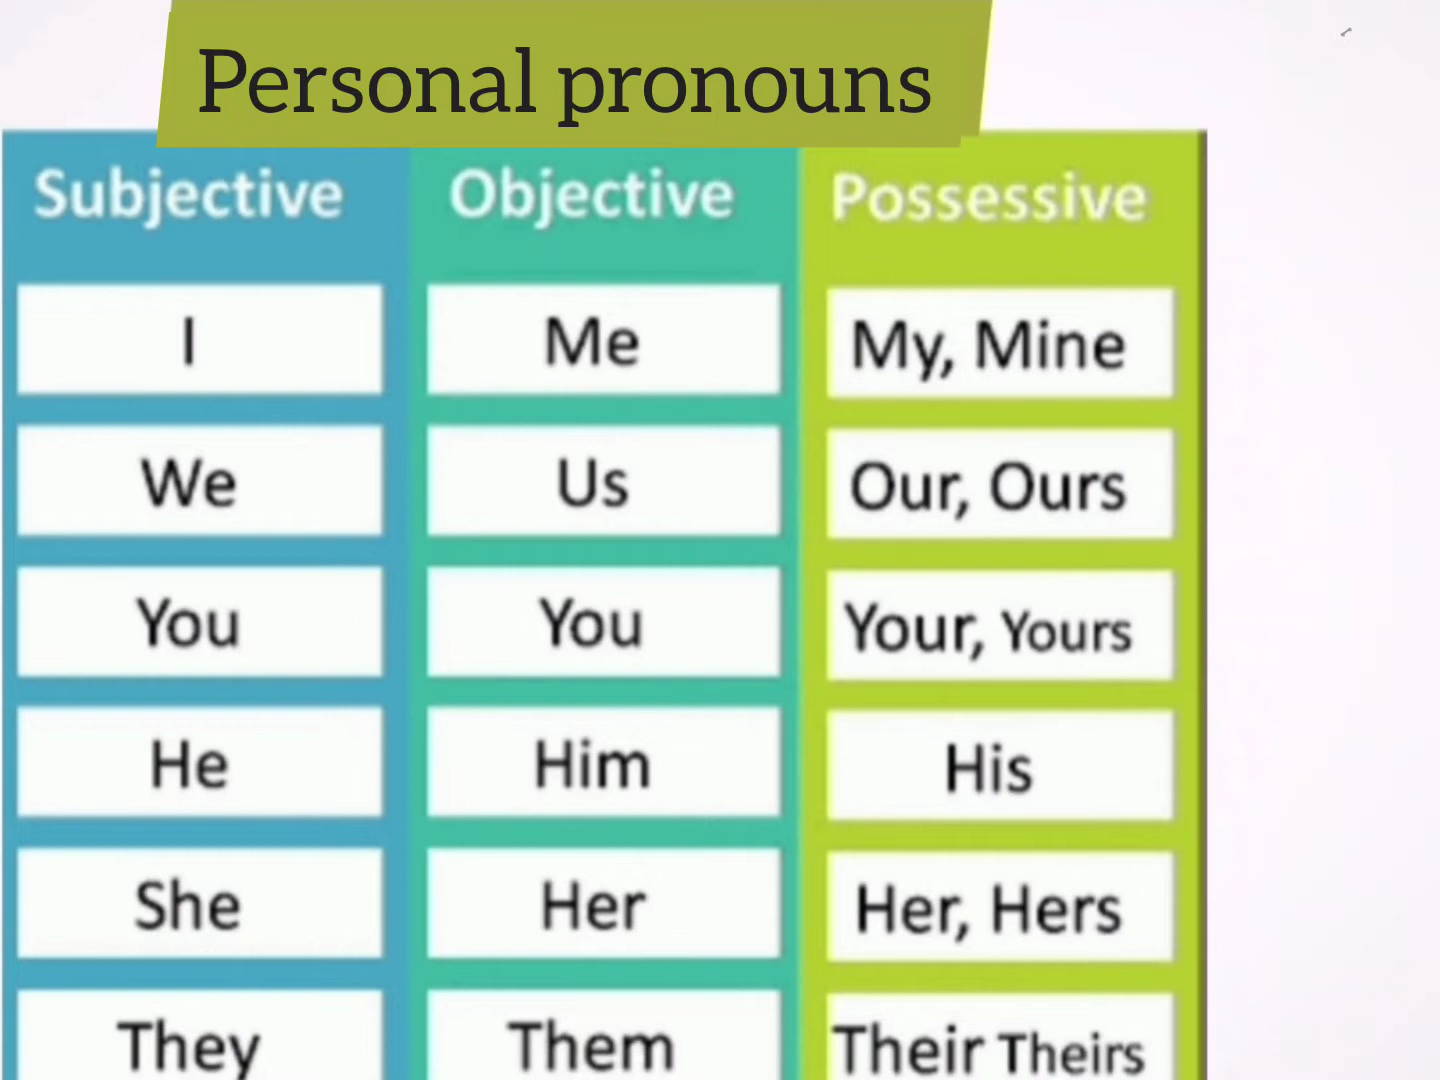 Personal pronouns
Subjective Objective Possessive
I Me My, Mine
We Us Our, Ours
You You Your, Yours
He Him His
She Her Her, Hers
They Them Their Theirs